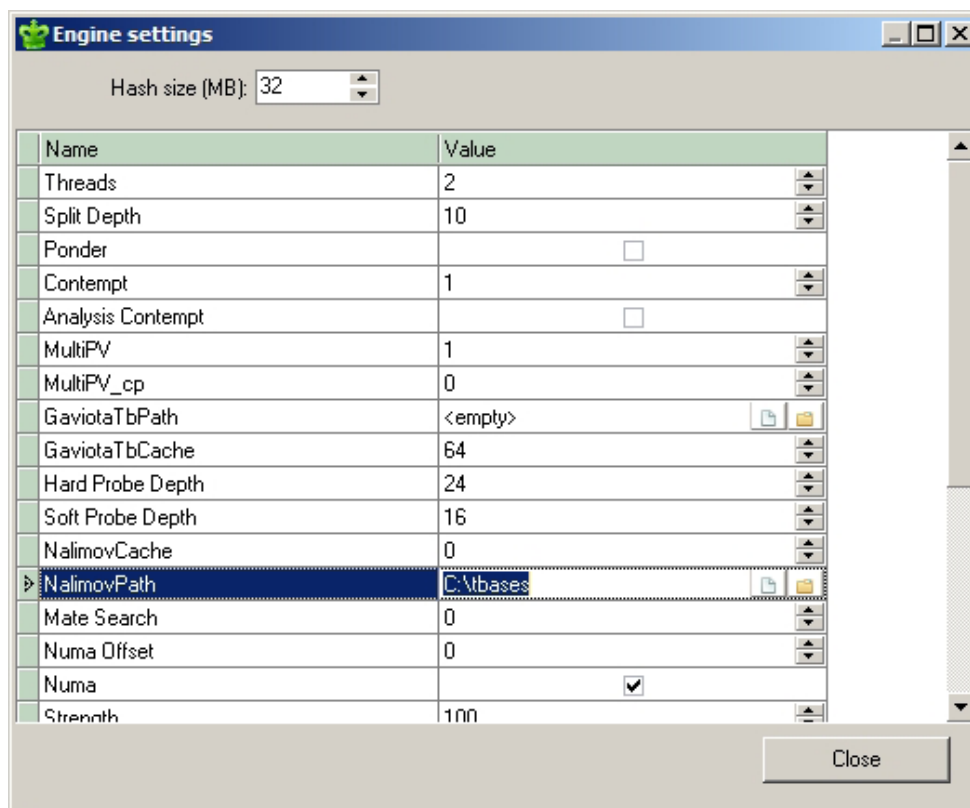 Engine settings
Hash size (MB): 32
Name Value
Threads 2
Split Depth 10
Ponder
Contempt 1
Analysis Contempt
MultiPV 1
MultiPV_cp 0
GaviotaTbPath <empty>
GaviotaTbCache 64
Hard Probe Depth 24
Soft Probe Depth 16
NalimovCache 0
NalimovPath C:\tbases
Mate Search 0
Numa Offset 0
Numa
Strength 100
Close